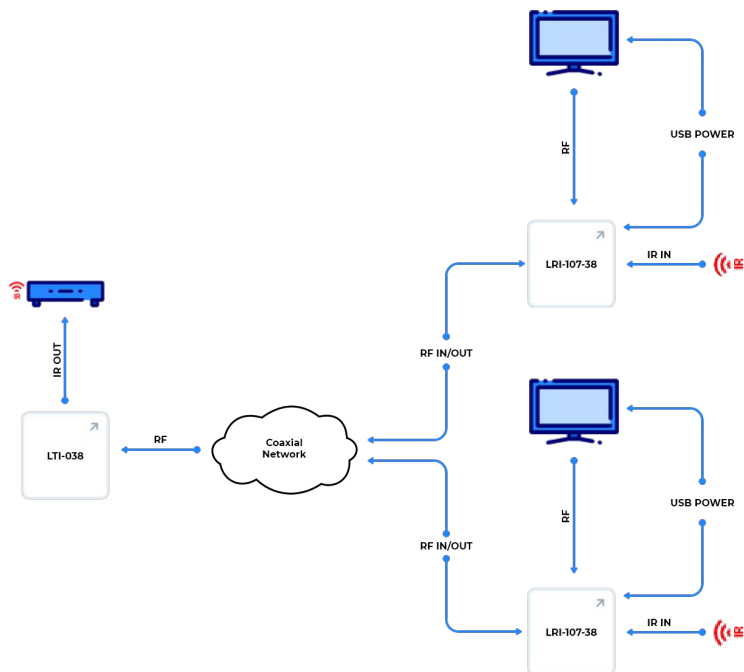 RF
USB POWER
LRI-107-38
IR IN
IR
IR
IR OUT
RF IN/OUT
LTI-038
RF
Coaxial
Network
RF
USB POWER
RF IN/OUT
LRI-107-38
IR IN
IR